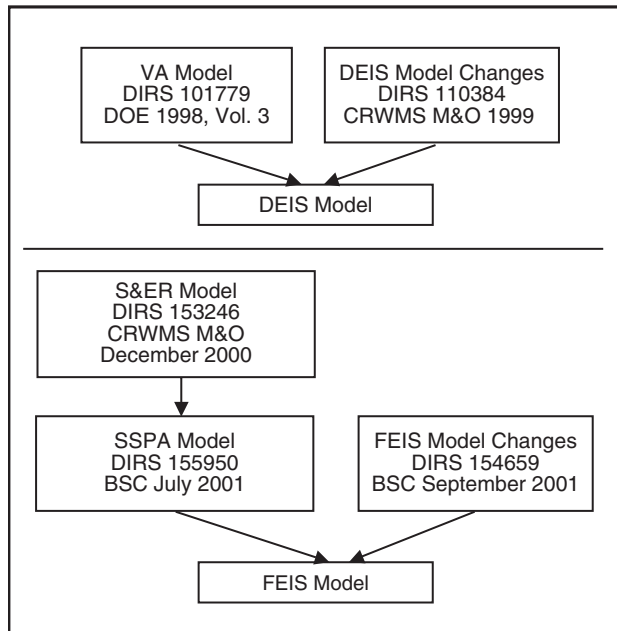 VA Model
DIRS 101779
DOE 1998, Vol. 3
DEIS Model Changes
DIRS 110384
CRWMS M&O 1999
DEIS Model
S&ER Model
DIRS 153246
CRWMS M&O
December 2000
SSPA Model
DIRS 155950
BSC July 2001
FEIS Model Changes
DIRS 154659
BSC September 2001
FEIS Model